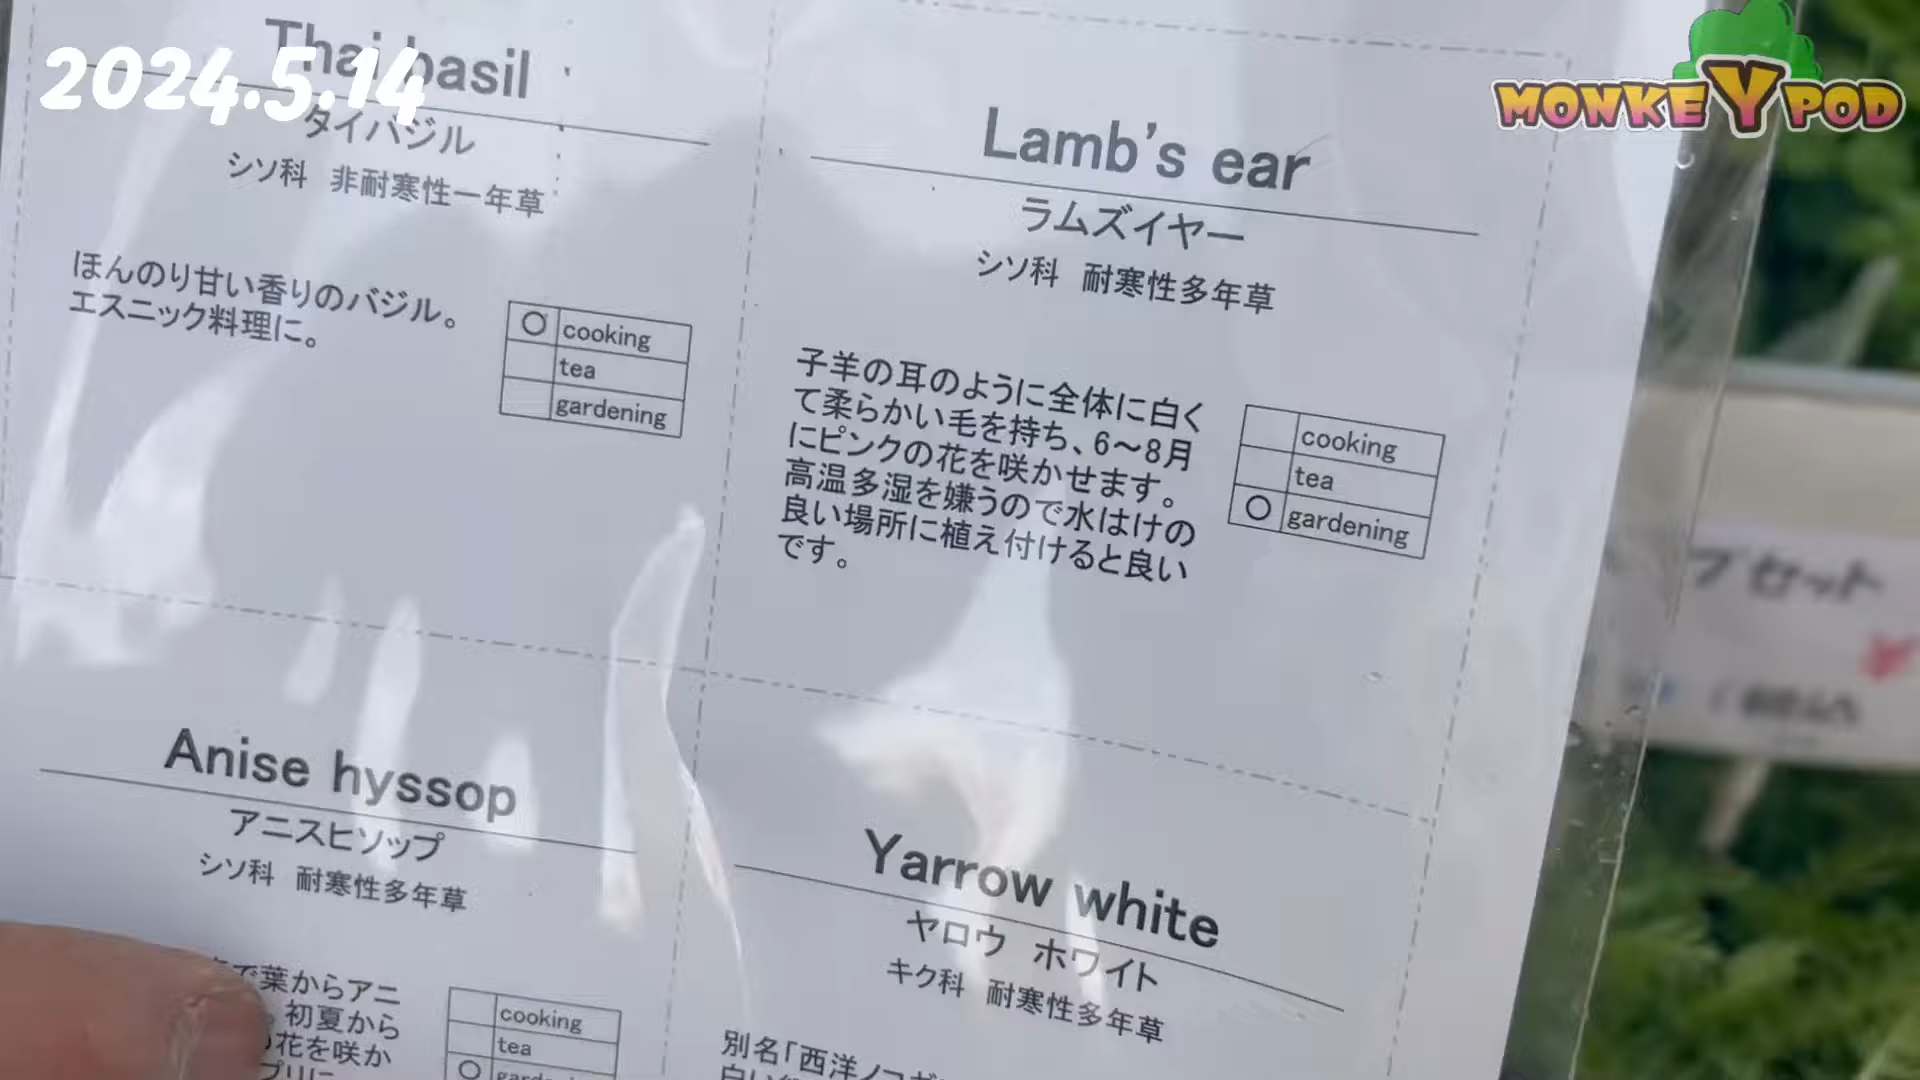 2024.5.14
MONKEYPOD
Thai basil
タイバジル
シソ科 非耐寒性一年草
ほんのり甘い香りのバジル。
エスニック料理に。
○ cooking
tea
gardening
Lamb's ear
ラムズイヤー
シソ科 耐寒性多年草
子羊の耳のように全体に白く
て柔らかい毛を持ち、6～8月
にピンクの花を咲かせます。
高温多湿を嫌うので水はけの
良い場所に植え付けると良い
です。
cooking
tea
○ gardening
Anise hyssop
アニスヒソップ
シソ科 耐寒性多年草
で葉からアニ
初夏から
花を咲か
cooking
tea
○
Yarrow white
ヤロウ ホワイト
キク科 耐寒性多年草
別名「西洋ノコギ
セット